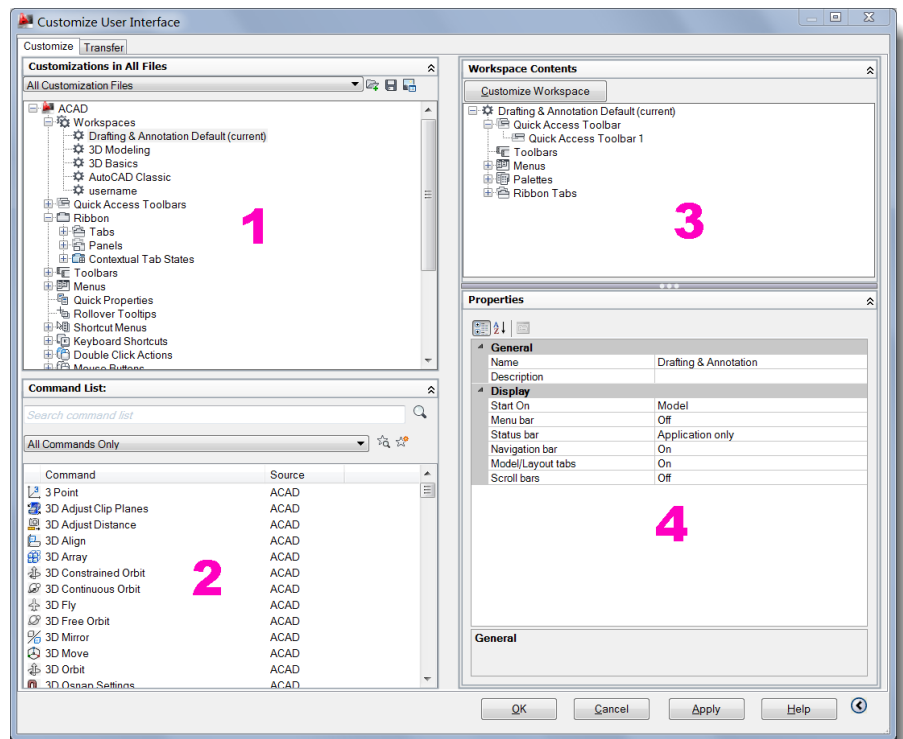 Customize User Interface
Customize Transfer
Customizations in All Files
All Customization Files
ACAD
Workspaces
Drafting & Annotation Default (current)
3D Modeling
3D Basics
AutoCAD Classic
username
Quick Access Toolbars
Ribbon
Tabs
Panels
Contextual Tab States
Toolbars
Menus
Quick Properties
Rollover Tooltips
Shortcut Menus
Keyboard Shortcuts
Double Click Actions
Mouse Buttons
1
Command List:
Search command list
All Commands Only
Command Source
3 Point ACAD
3D Adjust Clip Planes ACAD
3D Adjust Distance ACAD
3D Align ACAD
3D Array ACAD
3D Constrained Orbit ACAD
3D Continuous Orbit ACAD
3D Fly ACAD
3D Free Orbit ACAD
3D Mirror ACAD
3D Move ACAD
3D Orbit ACAD
3D Osnap Settings ACAD
2
Workspace Contents
Customize Workspace
Drafting & Annotation Default (current)
Quick Access Toolbar
Quick Access Toolbar 1
Toolbars
Menus
Palettes
Ribbon Tabs
3
Properties
General
Name Drafting & Annotation
Description
Display
Start On Model
Menu bar Off
Status bar Application only
Navigation bar On
Model/Layout tabs On
Scroll bars Off
4
General
OK Cancel Apply Help